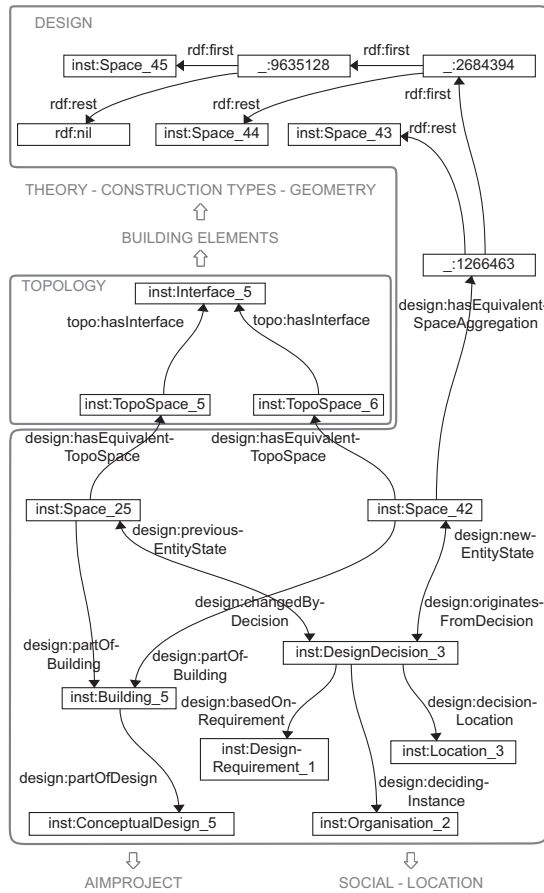 DESIGN
rdf:first
rdf:first
inst:Space_45
_:9635128
_:2684394
rdf:rest
rdf:rest
rdf:first
rdf:nil
inst:Space_44
inst:Space_43
rdf:rest
THEORY - CONSTRUCTION TYPES - GEOMETRY
BUILDING ELEMENTS
_:1266463
TOPOLOGY
inst:Interface_5
design:hasEquivalent-
SpaceAggregation
topo:hasInterface
topo:hasInterface
inst:TopoSpace_5
inst:TopoSpace_6
design:hasEquivalent-
TopoSpace
design:hasEquivalent-
TopoSpace
inst:Space_25
inst:Space_42
design:previous-
EntityState
design:new-
EntityState
design:changedBy-
Decision
design:originates-
FromDecision
design:partOf-
Building
design:partOf-
Building
inst:DesignDecision_3
inst:Building_5
design:basedOn-
Requirement
design:decision-
Location
inst:Design-
Requirement_1
inst:Location_3
design:partOfDesign
design:deciding-
Instance
inst:ConceptualDesign_5
inst:Organisation_2
AIMPROJECT
SOCIAL - LOCATION